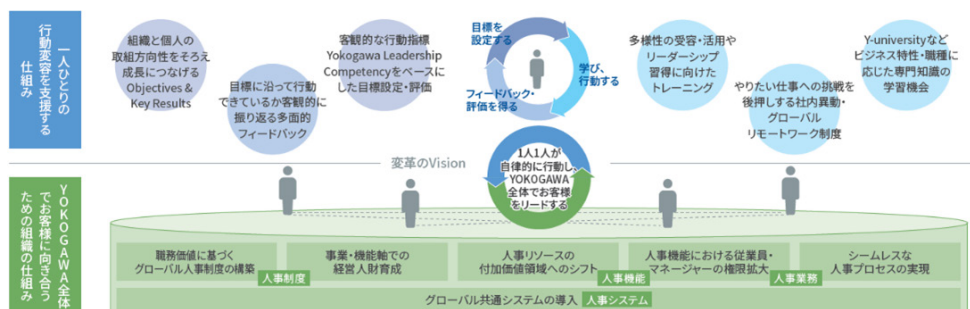 一人ひとりの
行動変容を支援する
仕組み
組織と個人の
取組方向性をそろえ
成長につなげる
Objectives &
Key Results
目標に沿って行動
できているか客観的に
振り返る多面的
フィードバック
客観的な行動指標
Yokogawa Leadership
Competencyをベースに
した目標設定・評価
目標を
設定する
学び、
行動する
フィードバック・
評価を得る
多様性の受容・活用や
リーダーシップ
習得に向けた
トレーニング
やりたい仕事への挑戦を
後押しする社内異動・
グローバル
リモートワーク制度
Y-universityなど
ビジネス特性・職種に
応じた専門知識の
学習機会
変革のVision
1人1人が
自律的に行動し、
YOKOGAWA
全体でお客様
をリードする
YOKOGAWA全体
でお客様に向き合う
ための組織の仕組み
職務価値に基づく
グローバル人事制度の構築
人事制度
事業・機能軸での
経営人財育成
人事リソースの
付加価値領域へのシフト
人事機能
人事機能における従業員・
マネージャーの権限拡大
人事業務
シームレスな
人事プロセスの実現
グローバル共通システムの導入
人事システム